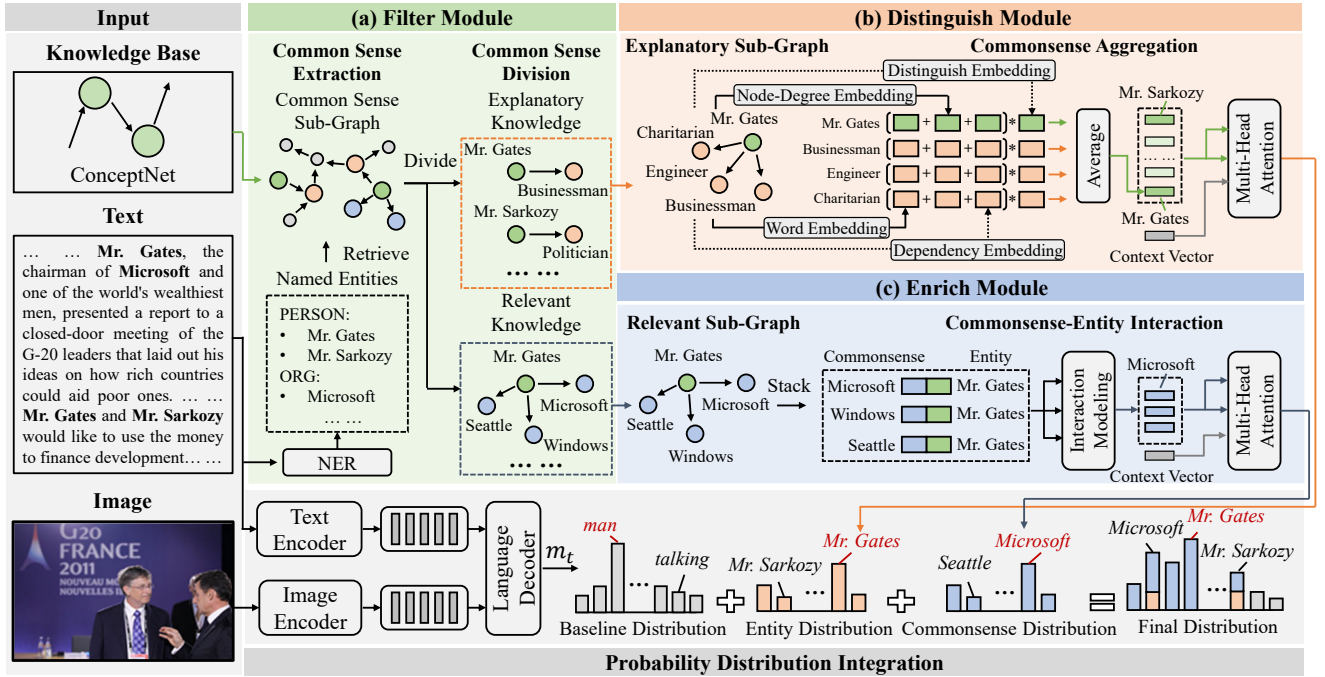 Input
Knowledge Base
ConceptNet
Text
… … Mr. Gates, the
chairman of Microsoft and
one of the world's wealthiest
men, presented a report to a
closed-door meeting of the
G-20 leaders that laid out his
ideas on how rich countries
could aid poor ones. … …
Mr. Gates and Mr. Sarkozy
would like to use the money
to finance development… …
Image
G20
FRANCE
2011
NOUVEAU MONDE
NOUVELLES IDÉES
(a) Filter Module
Common Sense
Extraction
Common Sense
Sub-Graph
Retrieve
Named Entities
PERSON:
• Mr. Gates
• Mr. Sarkozy
ORG:
• Microsoft
… …
NER
Divide
Common Sense
Division
Explanatory
Knowledge
Mr. Gates
Businessman
Mr. Sarkozy
Politician
… …
Relevant
Knowledge
Mr. Gates
Microsoft
Seattle
Windows
… …
(b) Distinguish Module
Explanatory Sub-Graph
Commonsense Aggregation
Distinguish Embedding
Node-Degree Embedding
Mr. Gates
Charitarian
Engineer
Businessman
Word Embedding
Dependency Embedding
Mr. Gates [ + + ] *
Businessman [ + + ] *
Engineer [ + + ] *
Charitarian [ + + ] *
Average
Mr. Sarkozy
……
Mr. Gates
Context Vector
Multi-Head
Attention
(c) Enrich Module
Relevant Sub-Graph
Commonsense-Entity Interaction
Mr. Gates
Microsoft
Seattle
Windows
Stack
Commonsense Entity
Microsoft Mr. Gates
Windows Mr. Gates
Seattle Mr. Gates
Interaction
Modeling
Microsoft
Context Vector
Multi-Head
Attention
Text
Encoder
Image
Encoder
Language
Decoder
m_t
man
talking
…
Baseline Distribution
+
Mr. Sarkozy
Mr. Gates
…
Entity Distribution
+
Seattle
Microsoft
…
Commonsense Distribution
=
Microsoft
Mr. Gates
Mr. Sarkozy
…
Final Distribution
Probability Distribution Integration